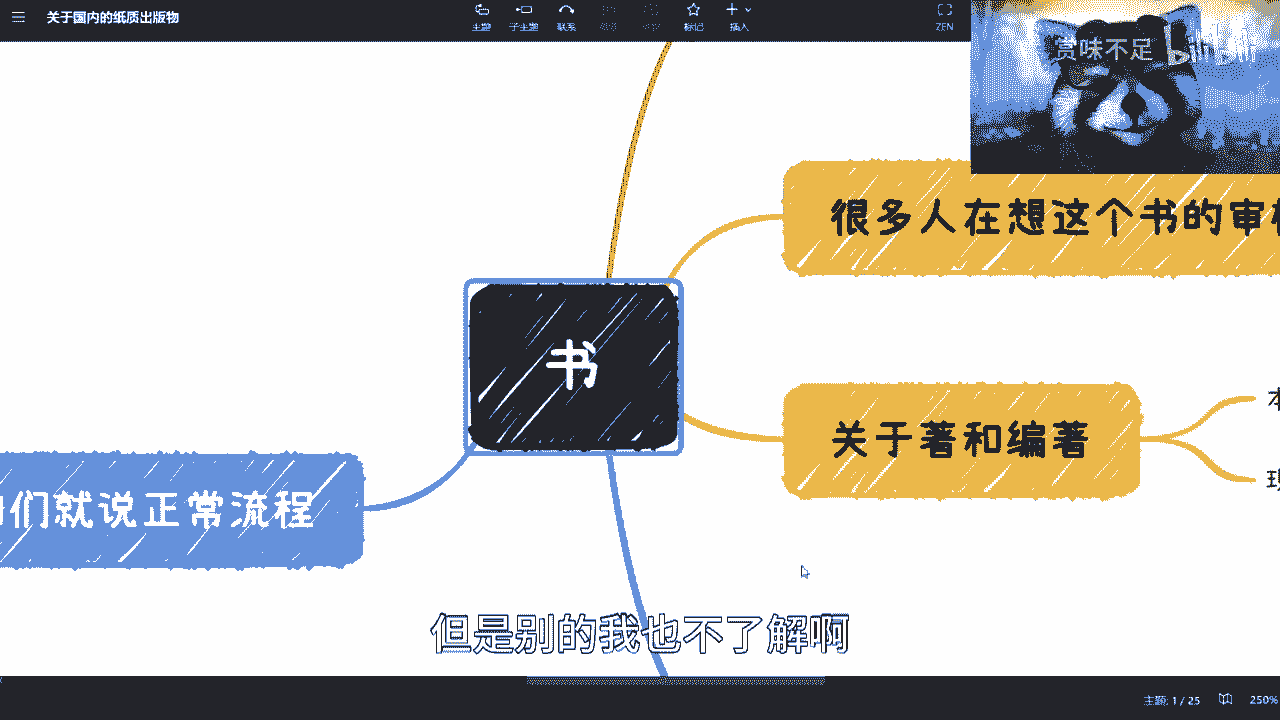 关于国内的纸质出版物
主题
子主题
联系
标记
插入
ZEN
赏味不足
bilibili
很多人在想这个书的审
书
关于著和编著
们就说正常流程
但是别的我也不了解啊
主题: 1 / 25
250%